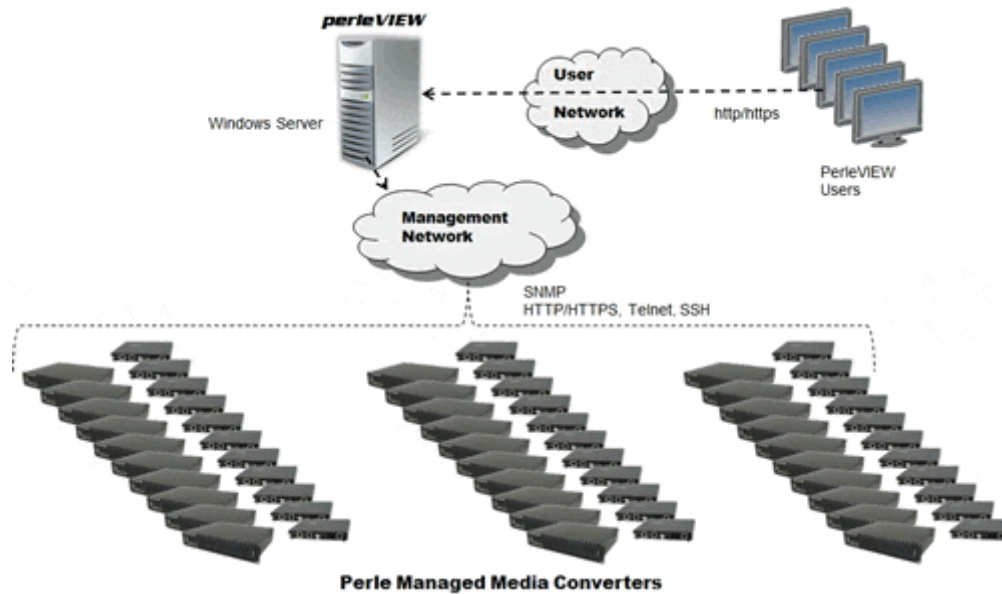 perleVIEW
Windows Server
User
Network
http/https
PerleVIEW
Users
Management
Network
SNMP
HTTP/HTTPS, Telnet, SSH
Perle Managed Media Converters